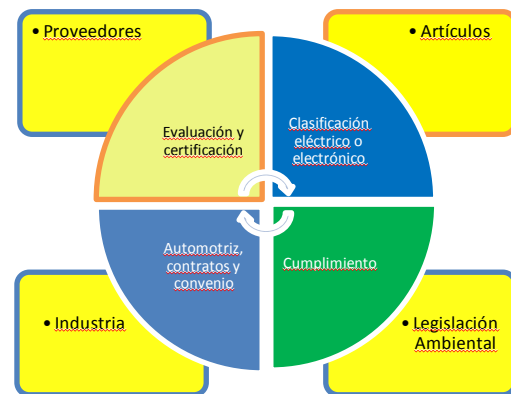 • Proveedores
• Artículos
Evaluación y
certificación
Clasificación
eléctrico o
electrónico
Automotriz,
contratos y
convenio
Cumplimiento
• Industria
• Legislación
Ambiental